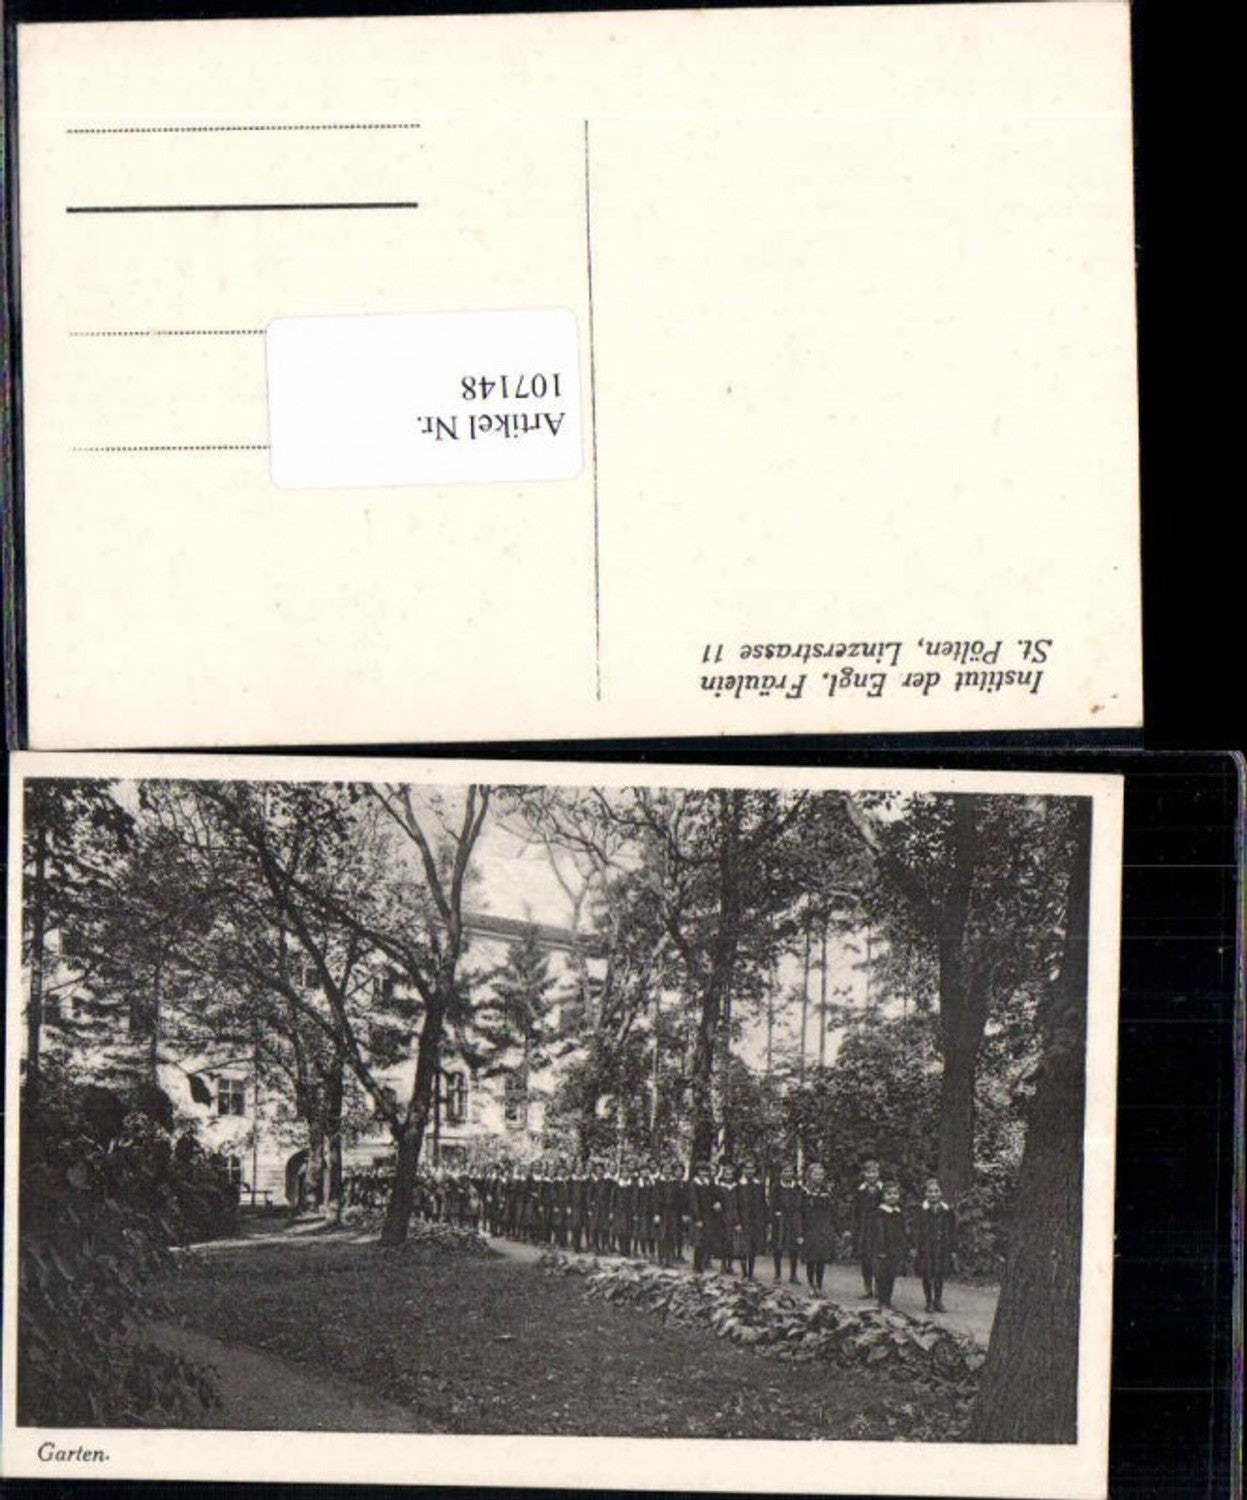 Artikel Nr.
107148
Institut der Engl. Fräulein
St. Pölten, Linzerstrasse 11
Garten.